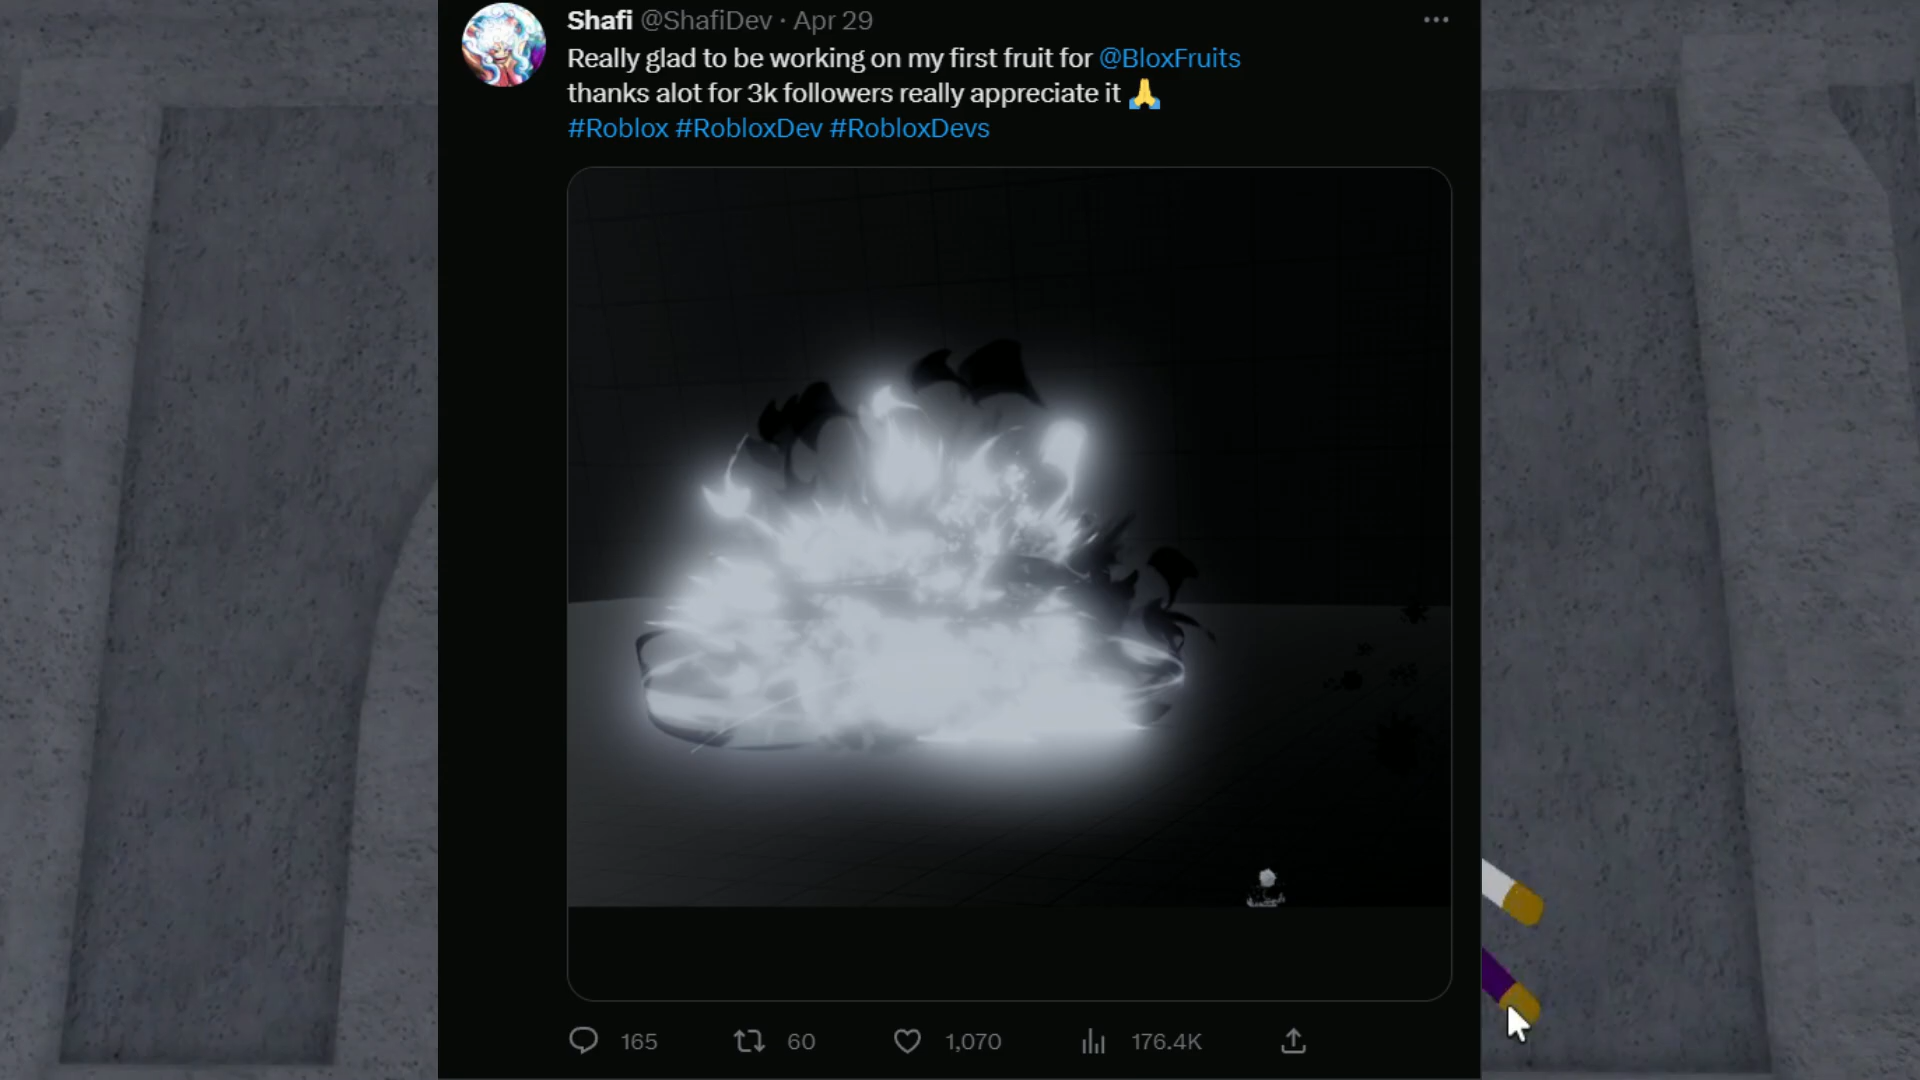 Shafi @ShafiDev · Apr 29
Really glad to be working on my first fruit for @BloxFruits
thanks alot for 3k followers really appreciate it 🙏
#Roblox #RobloxDev #RobloxDevs
165 60 1,070 176.4K